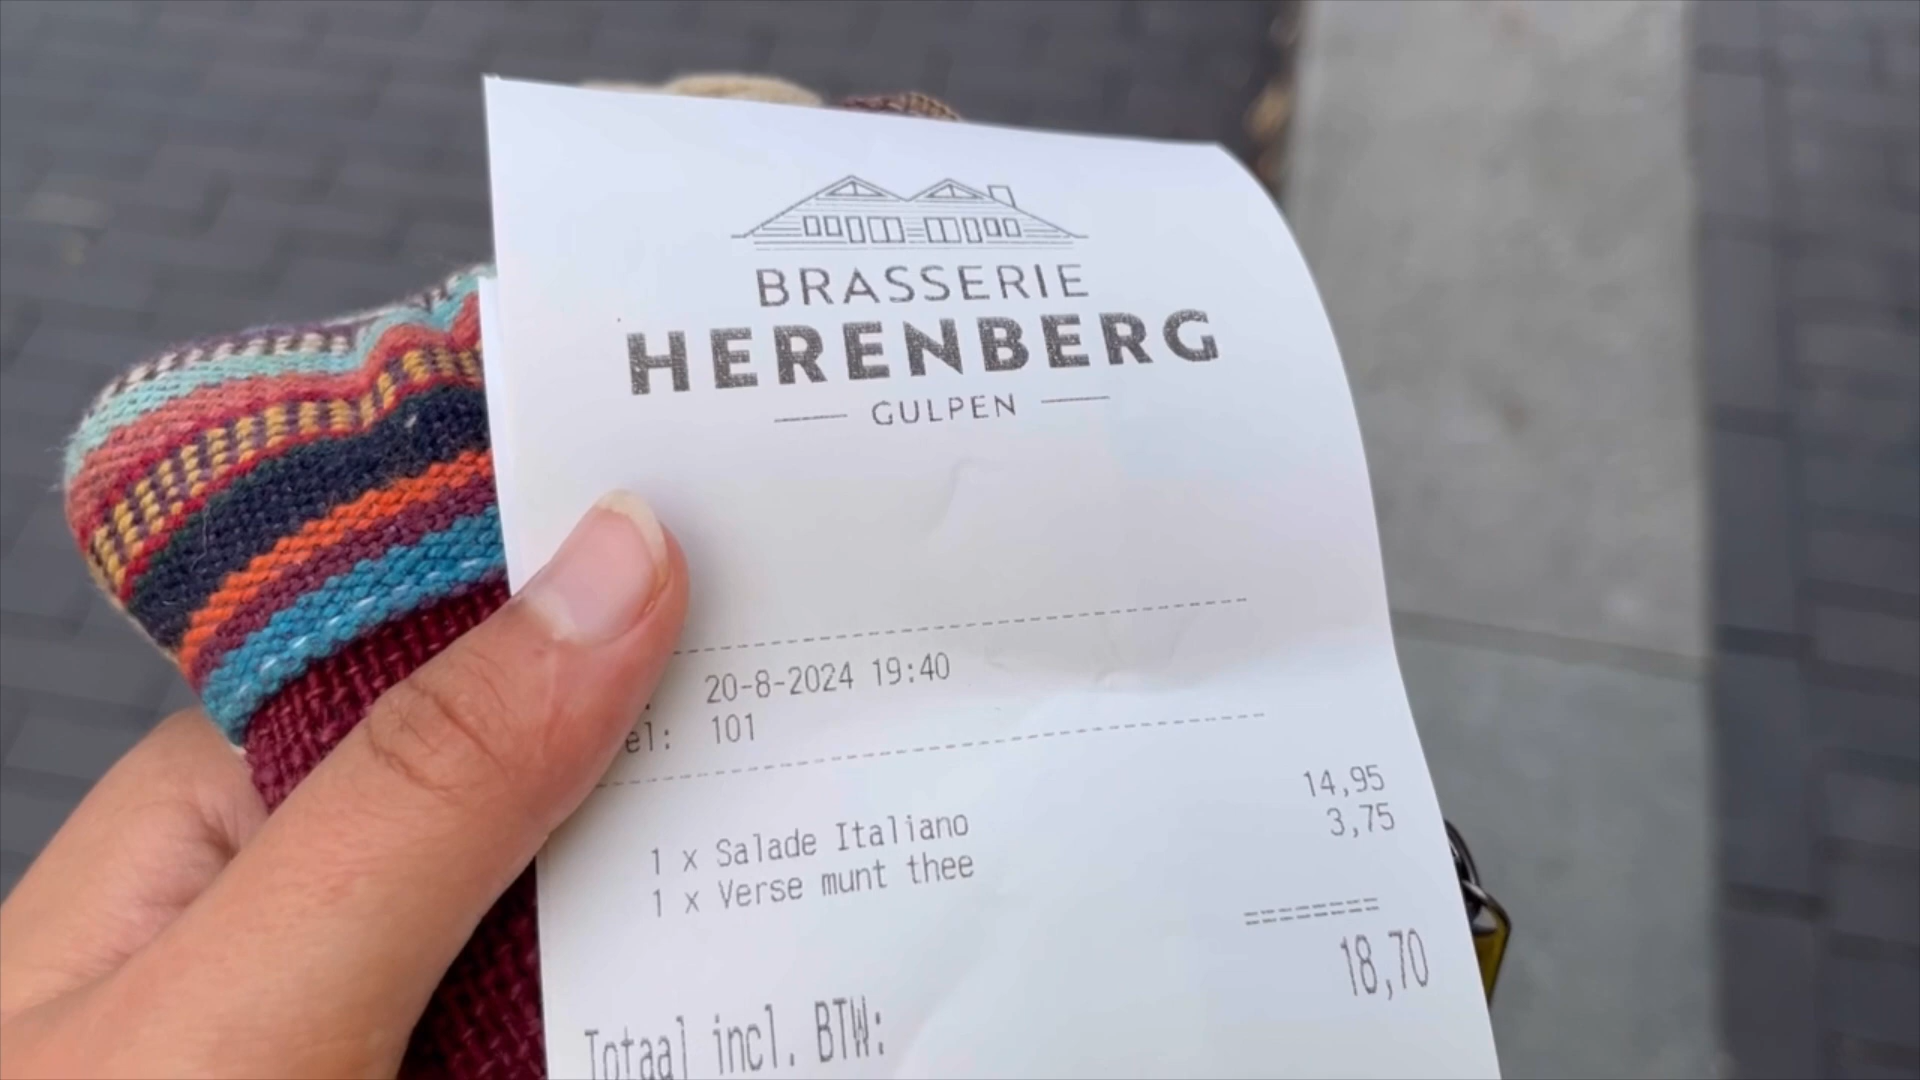 BRASSERIE
HERENBERG
GULPEN
20-8-2024 19:40
el: 101
1 x Salade Italiano 14,95
1 x Verse munt thee 3,75
========
Totaal incl. BTW: 18,70